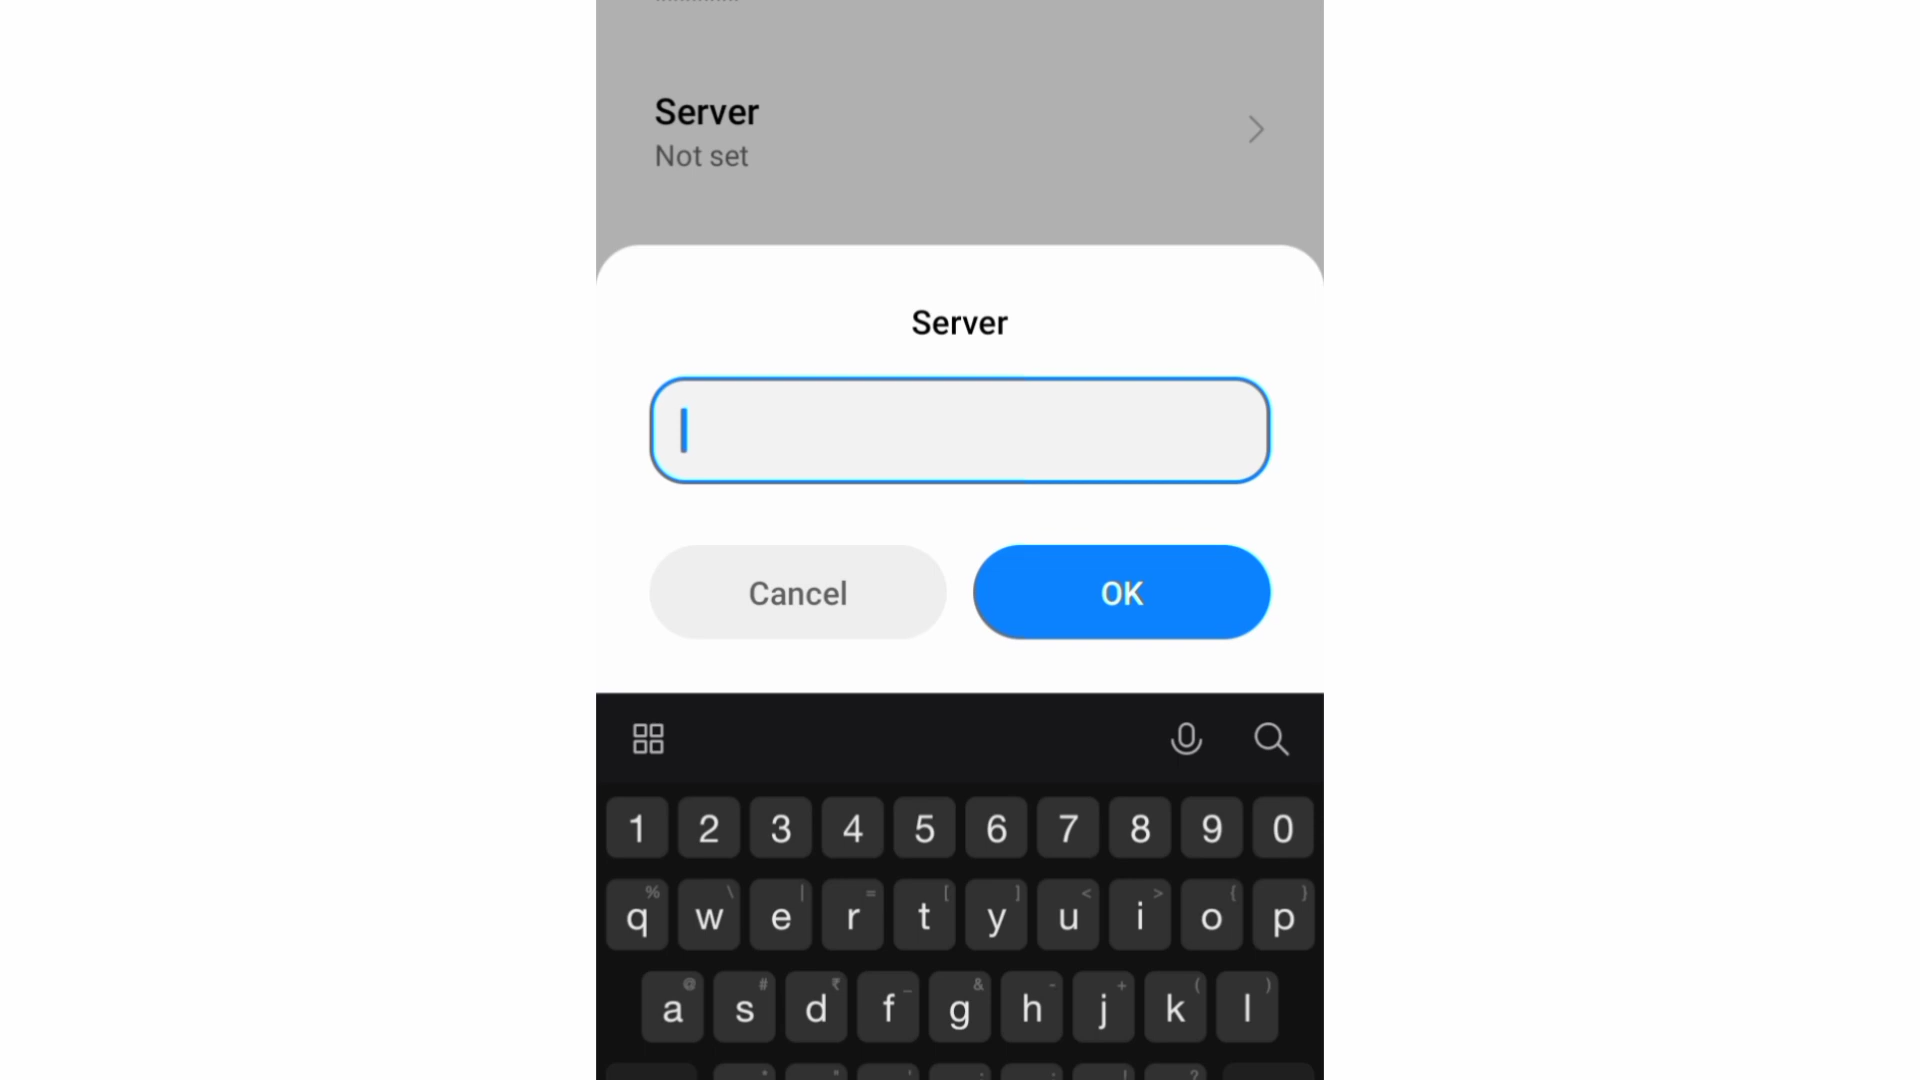 Server
Not set
Server
Cancel
OK
1 2 3 4 5 6 7 8 9 0
% \ | = [ ] < > { }
q w e r t y u i o p
@ # ₹ _ & - + ( )
a s d f g h j k l